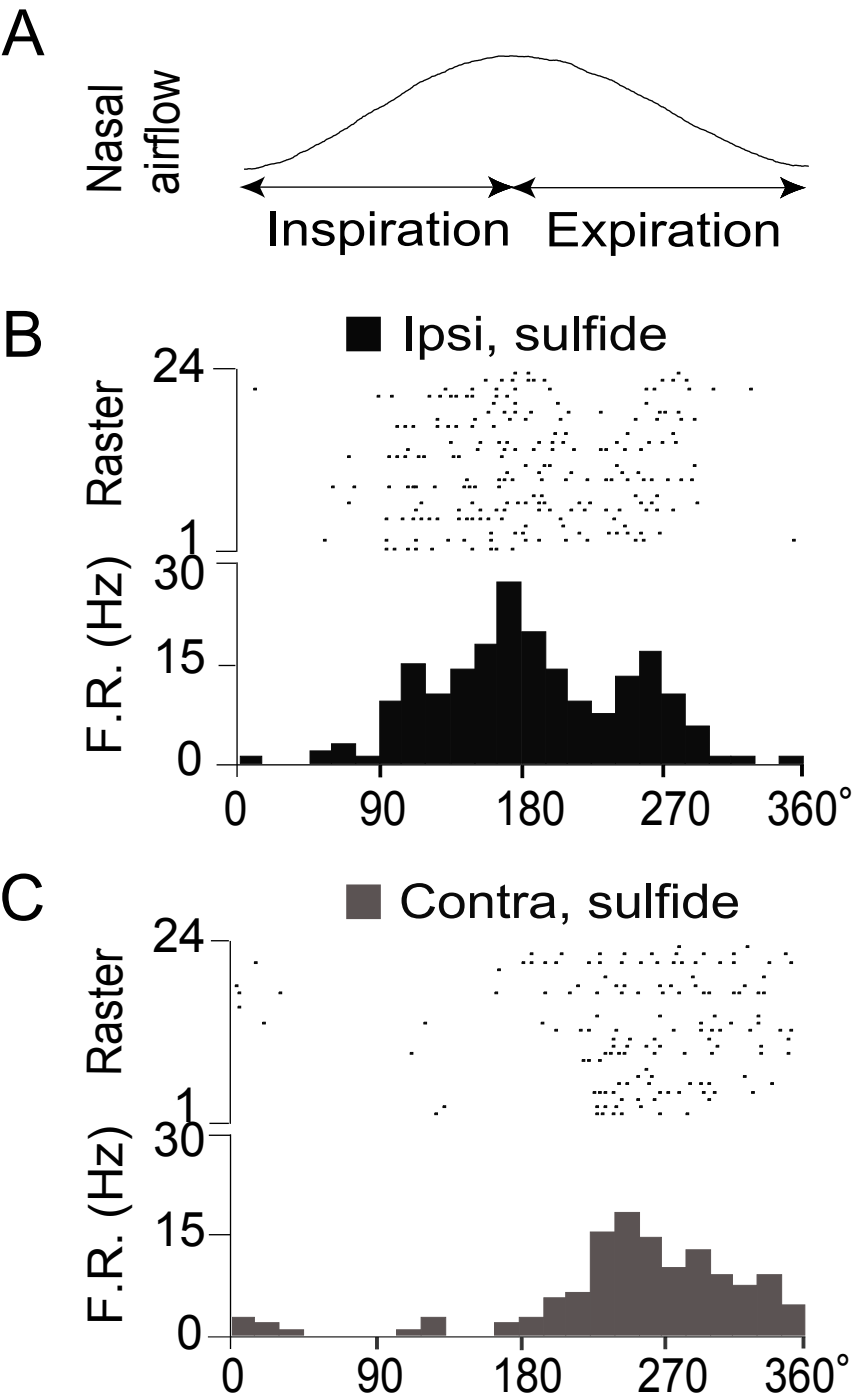 A
Nasal
airflow
Inspiration Expiration
B
Ipsi, sulfide
24
Raster
1
30
F.R. (Hz)
15
0
0 90 180 270 360°
C
Contra, sulfide
24
Raster
1
30
F.R. (Hz)
15
0
0 90 180 270 360°